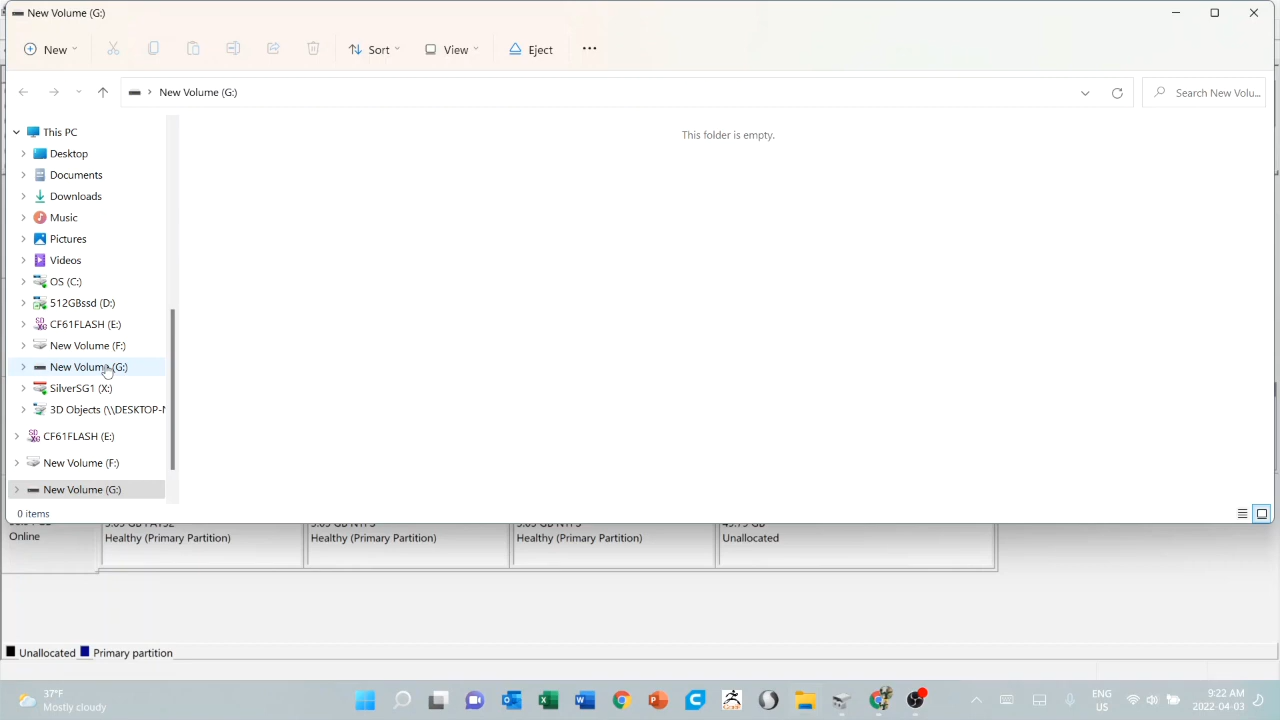 New Volume (G:)
New
Sort
View
Eject
New Volume (G:)
Search New Volu...
This PC
Desktop
Documents
Downloads
Music
Pictures
Videos
OS (C:)
512GBssd (D:)
CF61FLASH (E:)
New Volume (F:)
New Volume (G:)
SilverSG1 (X:)
3D Objects (\\DESKTOP-N
CF61FLASH (E:)
New Volume (F:)
New Volume (G:)
This folder is empty.
0 items
Online
Healthy (Primary Partition)
Healthy (Primary Partition)
Healthy (Primary Partition)
Unallocated
Unallocated
Primary partition
37°F
Mostly cloudy
ENG
US
9:22 AM
2022-04-03